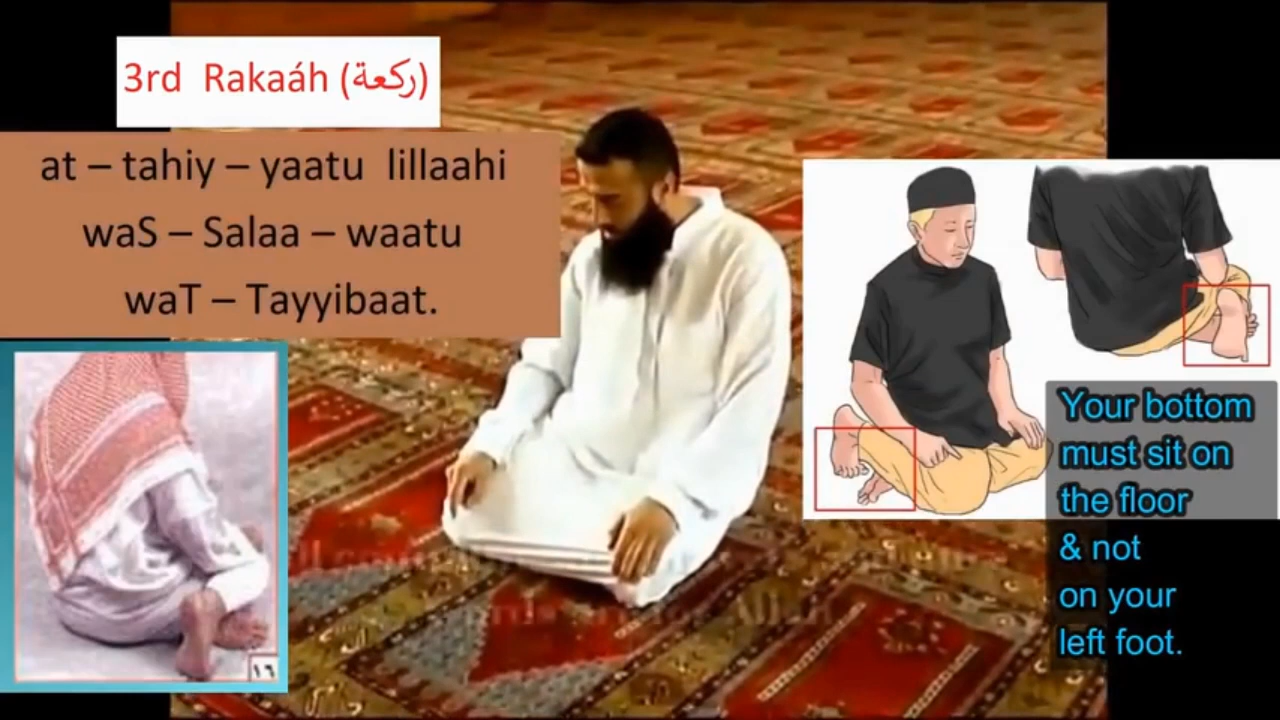 3rd Rakaáh (ركعة)
at – tahiy – yaatu lillaahi
waS – Salaa – waatu
waT – Tayyibaat.
١٦
Your bottom
must sit on
the floor
& not
on your
left foot.
Allah